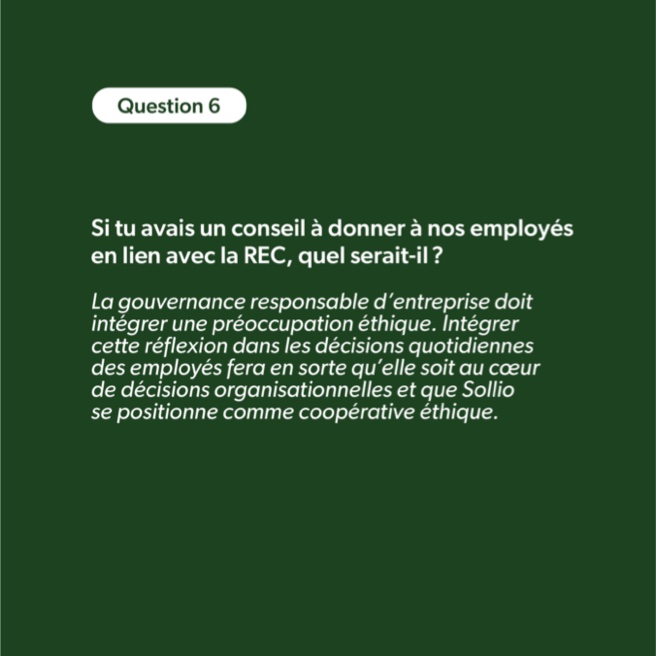 Question 6
Si tu avais un conseil à donner à nos employés
en lien avec la REC, quel serait-il ?
La gouvernance responsable d’entreprise doit
intégrer une préoccupation éthique. Intégrer
cette réflexion dans les décisions quotidiennes
des employés fera en sorte qu’elle soit au cœur
de décisions organisationnelles et que Sollio
se positionne comme coopérative éthique.